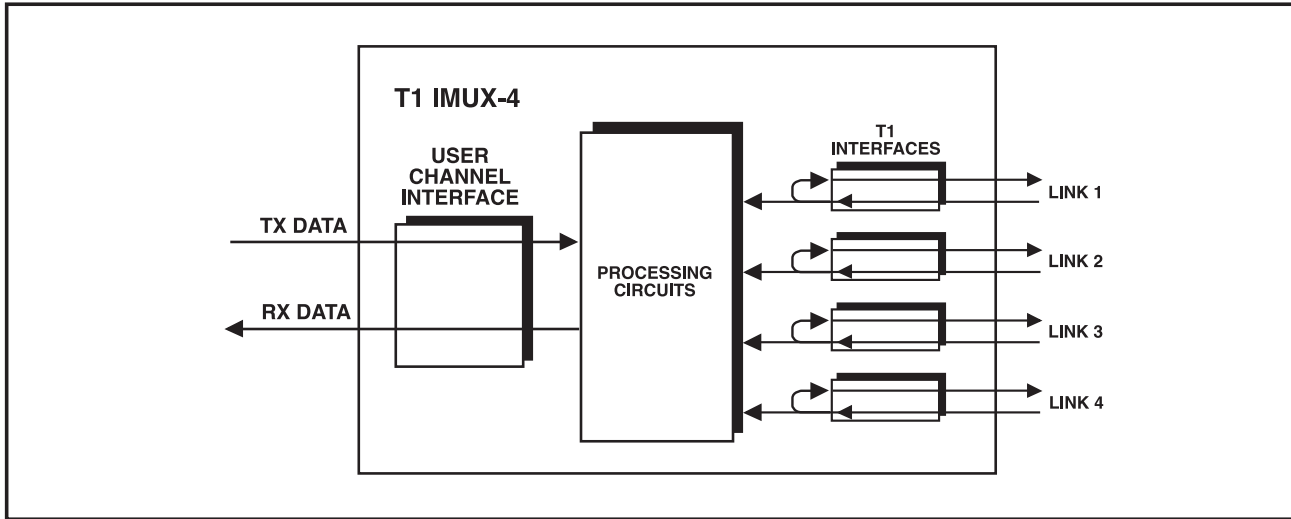 T1 IMUX-4
USER
CHANNEL
INTERFACE
TX DATA
RX DATA
PROCESSING
CIRCUITS
T1
INTERFACES
LINK 1
LINK 2
LINK 3
LINK 4